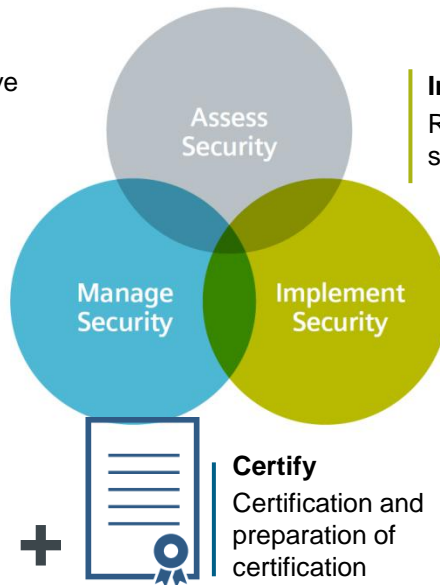 Assess
Security
Manage
Security
Implement
Security
Certify
Certification and
preparation of
certification